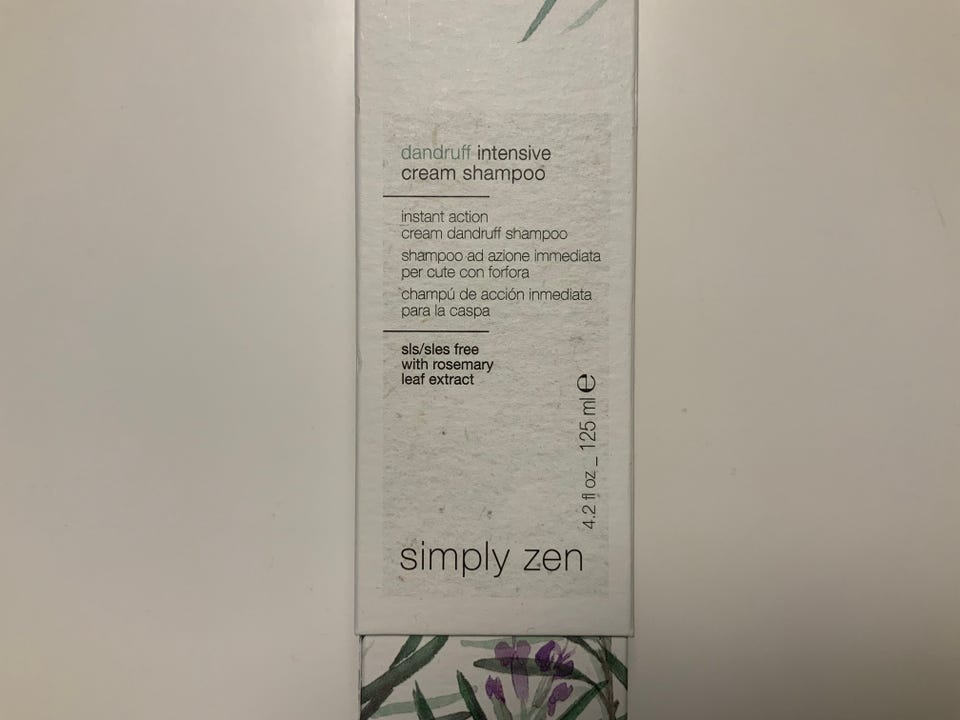 dandruff intensive
cream shampoo
instant action
cream dandruff shampoo
shampoo ad azione immediata
per cute con forfora
champú de acción inmediata
para la caspa
sls/sles free
with rosemary
leaf extract
4.2 fl oz _ 125 ml ℮
simply zen